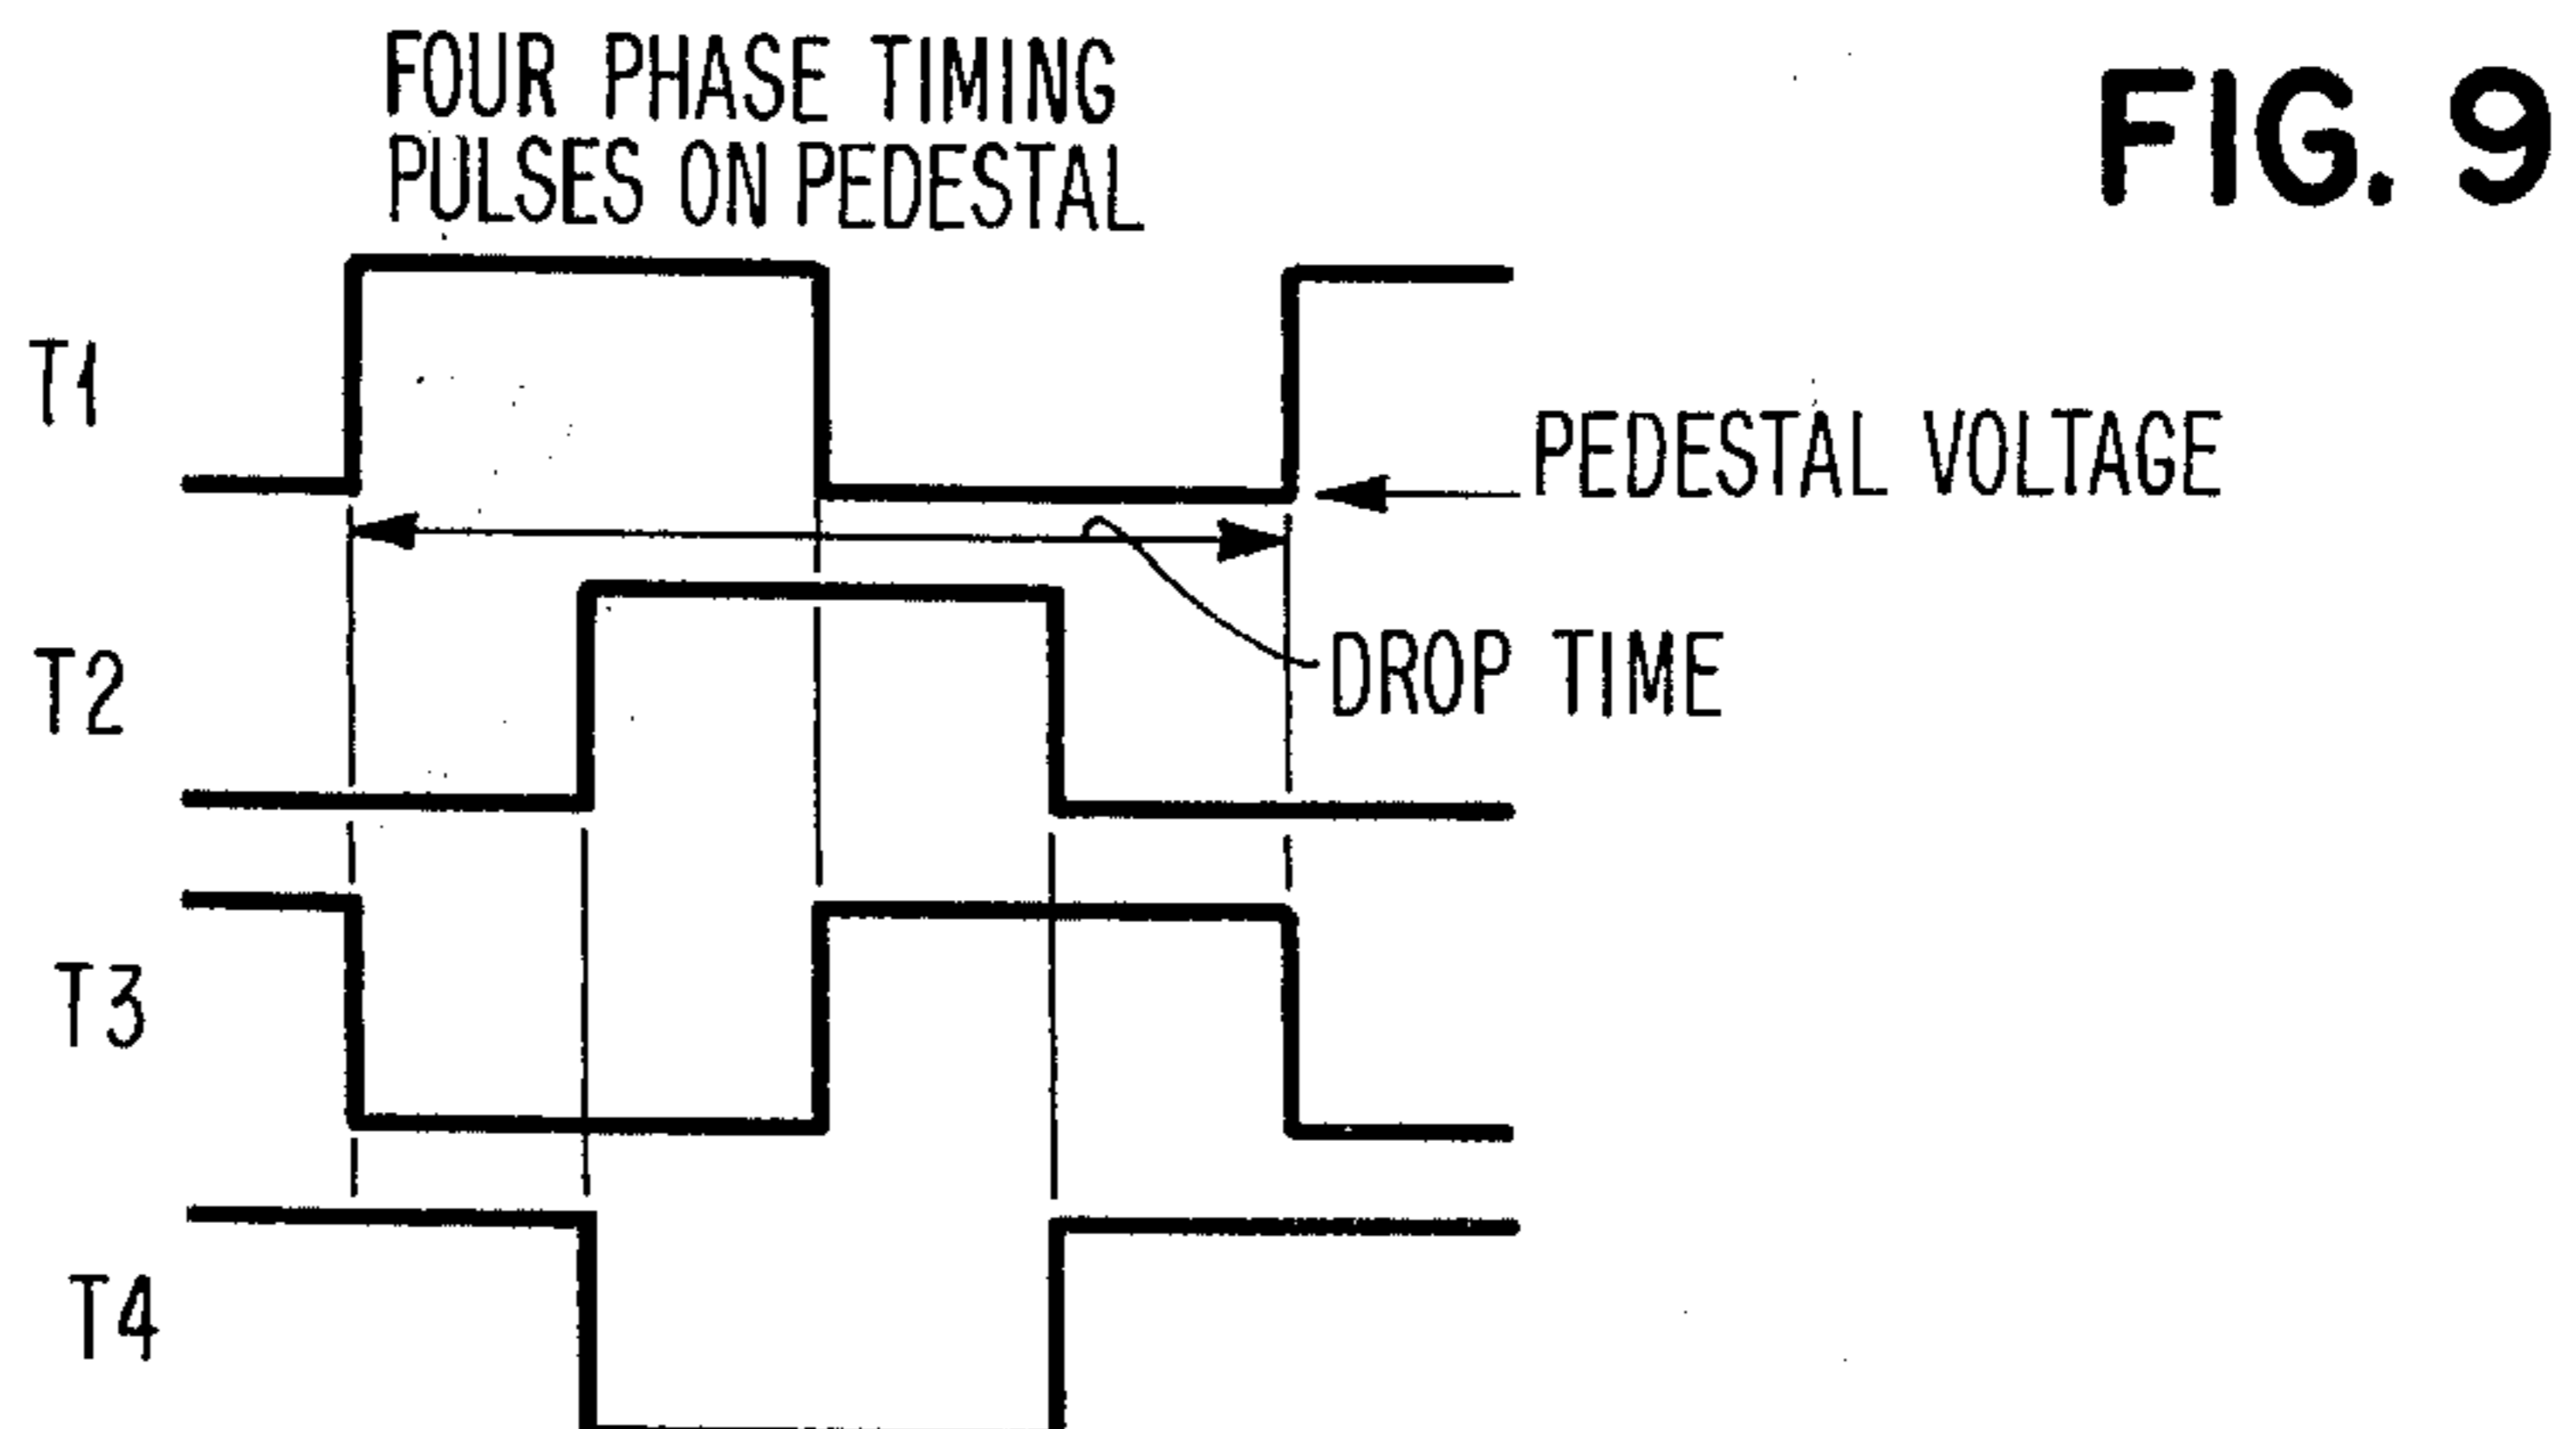 FOUR PHASE TIMING
PULSES ON PEDESTAL
FIG. 9
T1
PEDESTAL VOLTAGE
T2
DROP TIME
T3
T4